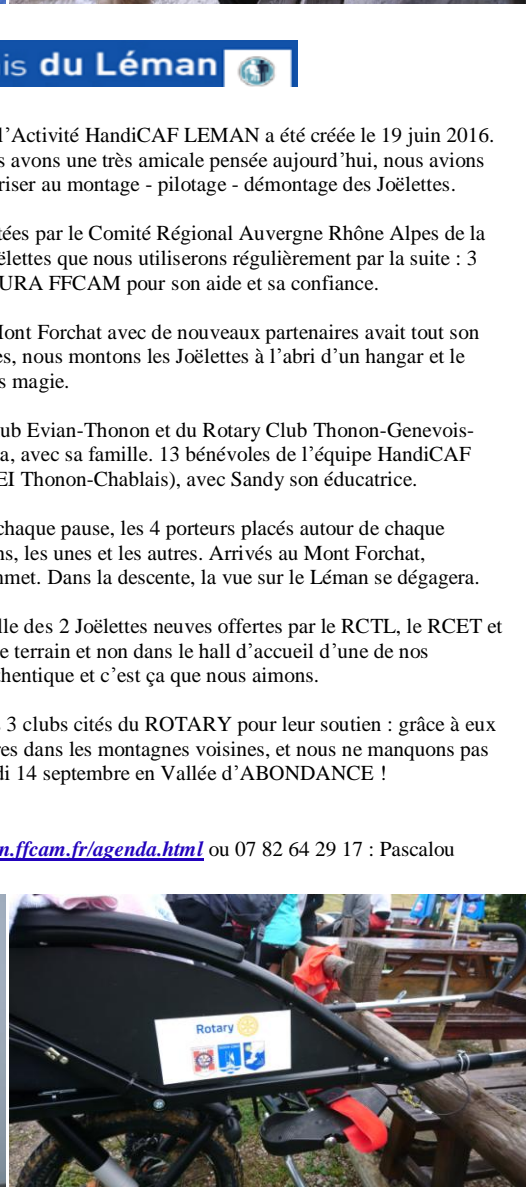 is du Léman
l'Activité HandiCAF LEMAN a été créée le 19 juin 2016.
s avons une très amicale pensée aujourd'hui, nous avions
riser au montage - pilotage - démontage des Joëlettes.
tées par le Comité Régional Auvergne Rhône Alpes de la
ëlettes que nous utiliserons régulièrement par la suite : 3
URA FFCAM pour son aide et sa confiance.
Mont Forchat avec de nouveaux partenaires avait tout son
es, nous montons les Joëlettes à l'abri d'un hangar et le
s magie.
ub Evian-Thonon et du Rotary Club Thonon-Genevois-
a, avec sa famille. 13 bénévoles de l'équipe HandiCAF
EI Thonon-Chablais), avec Sandy son éducatrice.
chaque pause, les 4 porteurs placés autour de chaque
ns, les unes et les autres. Arrivés au Mont Forchat,
mmet. Dans la descente, la vue sur le Léman se dégagera.
lle des 2 Joëlettes neuves offertes par le RCTL, le RCET et
e terrain et non dans le hall d'accueil d'une de nos
thentique et c'est ça que nous aimons.
s 3 clubs cités du ROTARY pour leur soutien : grâce à eux
res dans les montagnes voisines, et nous ne manquons pas
di 14 septembre en Vallée d'ABONDANCE !
n.ffcam.fr/agenda.html ou 07 82 64 29 17 : Pascalou
Rotary